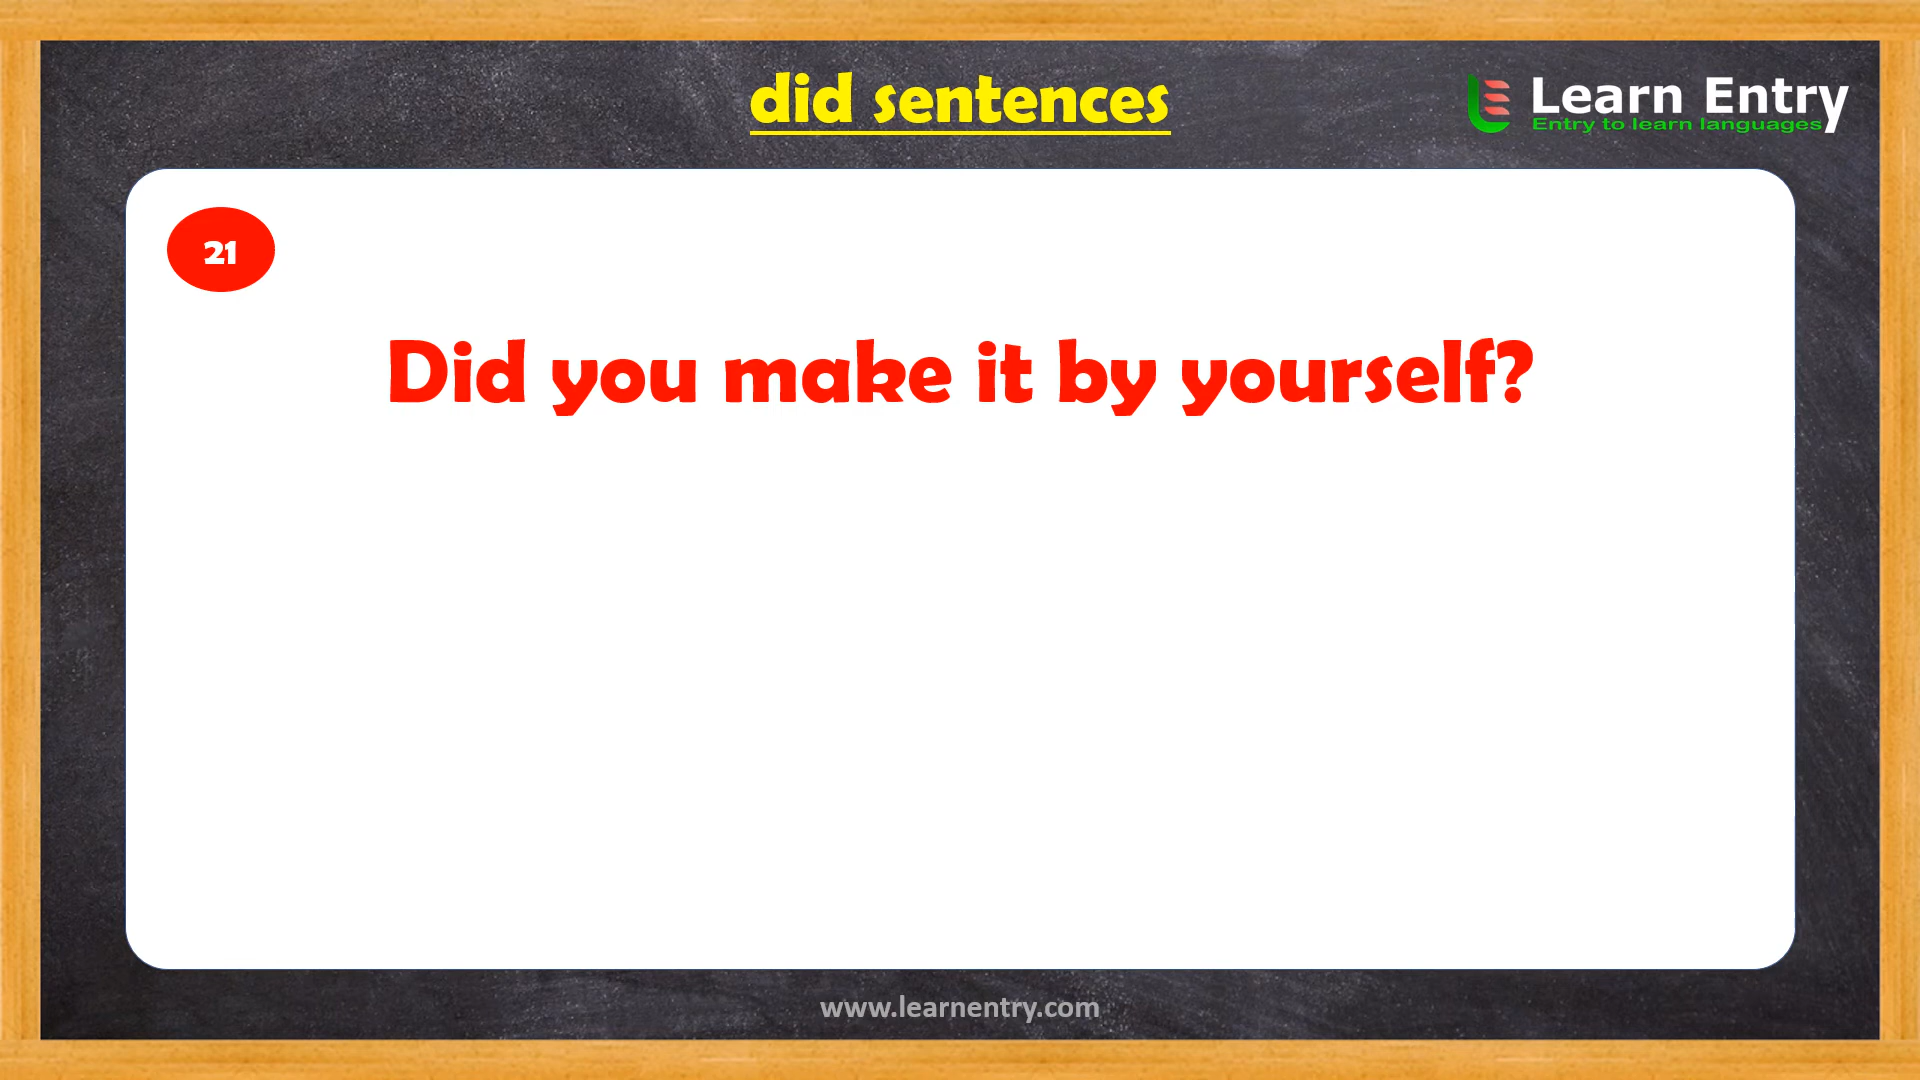 did sentences
Learn Entry
Entry to learn languages
21
Did you make it by yourself?
www.learnentry.com